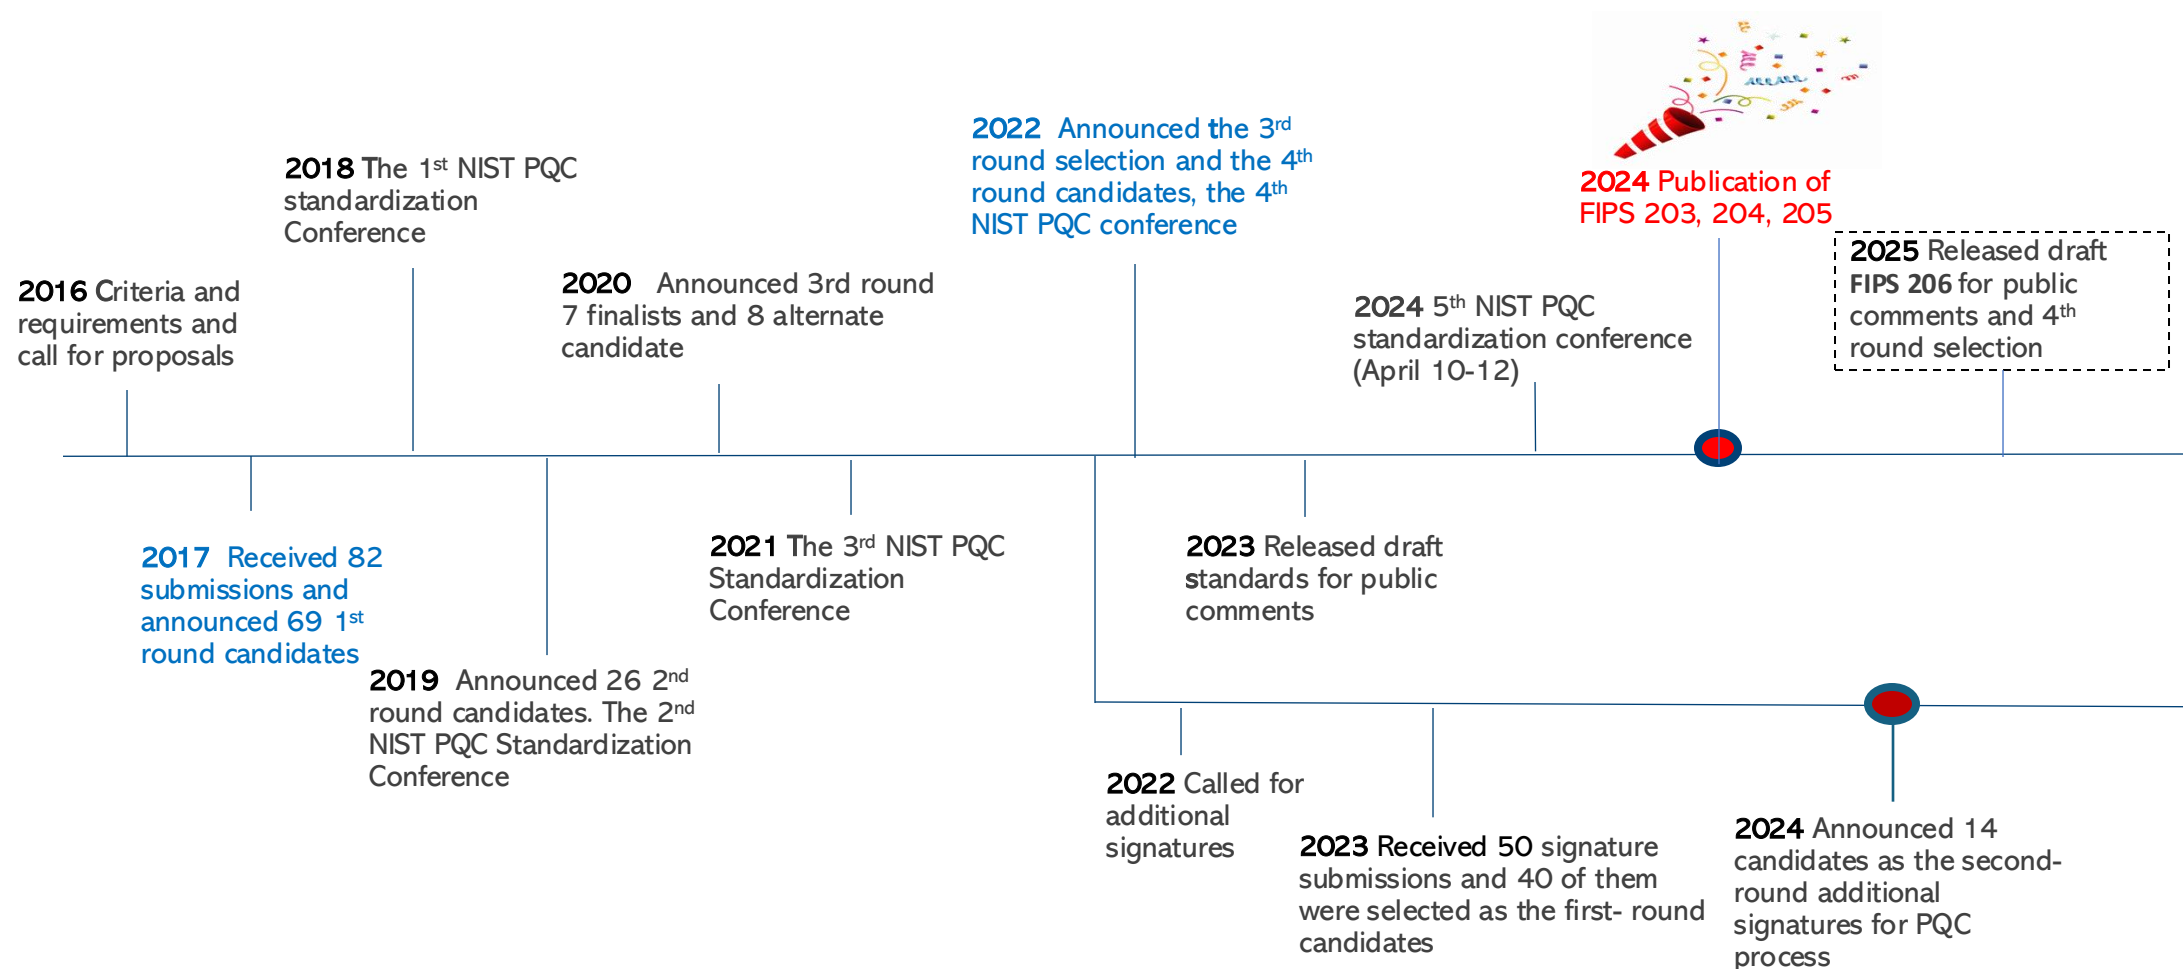 2016 Criteria and
requirements and
call for proposals
2017 Received 82
submissions and
announced 69 1st
round candidates
2018 The 1st NIST PQC
standardization
Conference
2019 Announced 26 2nd
round candidates. The 2nd
NIST PQC Standardization
Conference
2020 Announced 3rd round
7 finalists and 8 alternate
candidate
2021 The 3rd NIST PQC
Standardization
Conference
2022 Announced the 3rd
round selection and the 4th
round candidates, the 4th
NIST PQC conference
2023 Released draft
standards for public
comments
2024 5th NIST PQC
standardization conference
(April 10-12)
2024 Publication of
FIPS 203, 204, 205
2025 Released draft
FIPS 206 for public
comments and 4th
round selection
2022 Called for
additional
signatures
2023 Received 50 signature
submissions and 40 of them
were selected as the first- round
candidates
2024 Announced 14
candidates as the second-
round additional
signatures for PQC
process